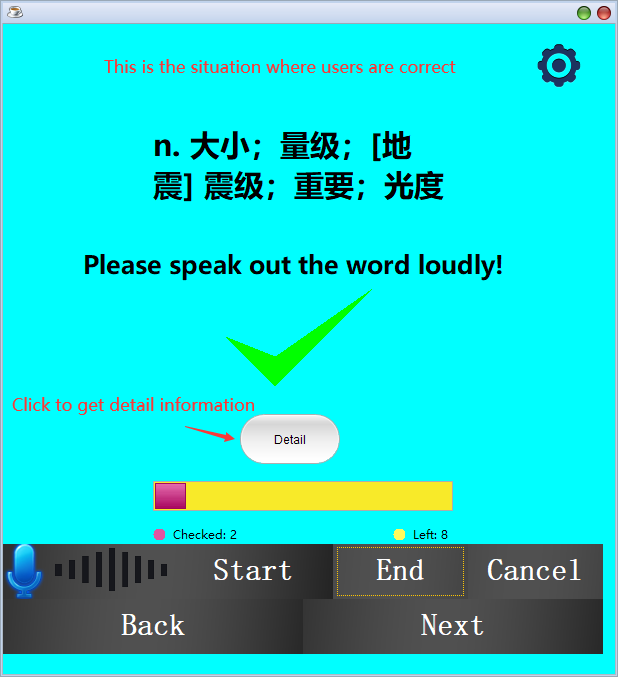 This is the situation where users are correct
n. 大小；量级；[地
震] 震级；重要；光度
Please speak out the word loudly!
Click to get detail information
Detail
Checked: 2
Left: 8
Start
End
Cancel
Back
Next